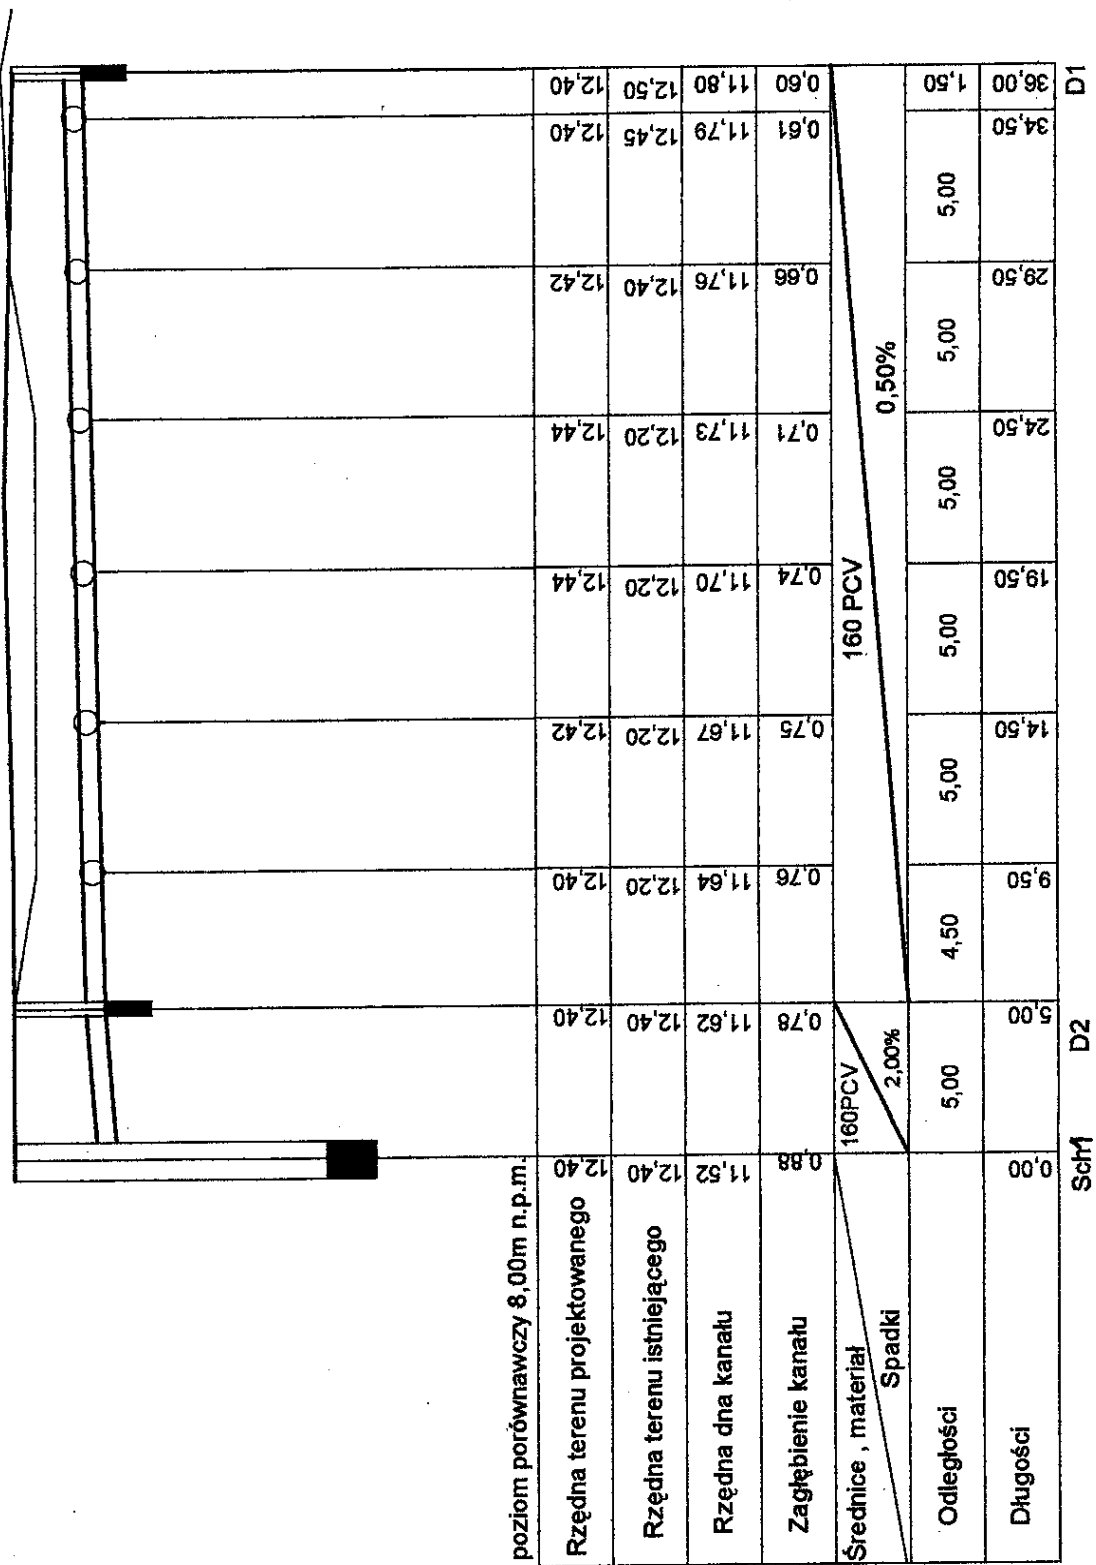 poziom porównawczy 8,00m n.p.m.
Rzędna terenu projektowanego 12,40 12,40 12,40 12,42 12,44 12,44 12,42 12,40 12,40
Rzędna terenu istniejącego 12,40 12,40 12,20 12,20 12,20 12,20 12,40 12,45 12,50
Rzędna dna kanału 11,52 11,62 11,64 11,67 11,70 11,73 11,76 11,79 11,80
Zagłębienie kanału 0,88 0,78 0,76 0,75 0,74 0,71 0,66 0,61 0,60
Średnice , materiał 160PCV 160 PCV
Spadki 2,00% 0,50%
Odległości 5,00 4,50 5,00 5,00 5,00 5,00 5,00 1,50
Długości 0,00 5,00 9,50 14,50 19,50 24,50 29,50 34,50 36,00
Sch1 D2 D1